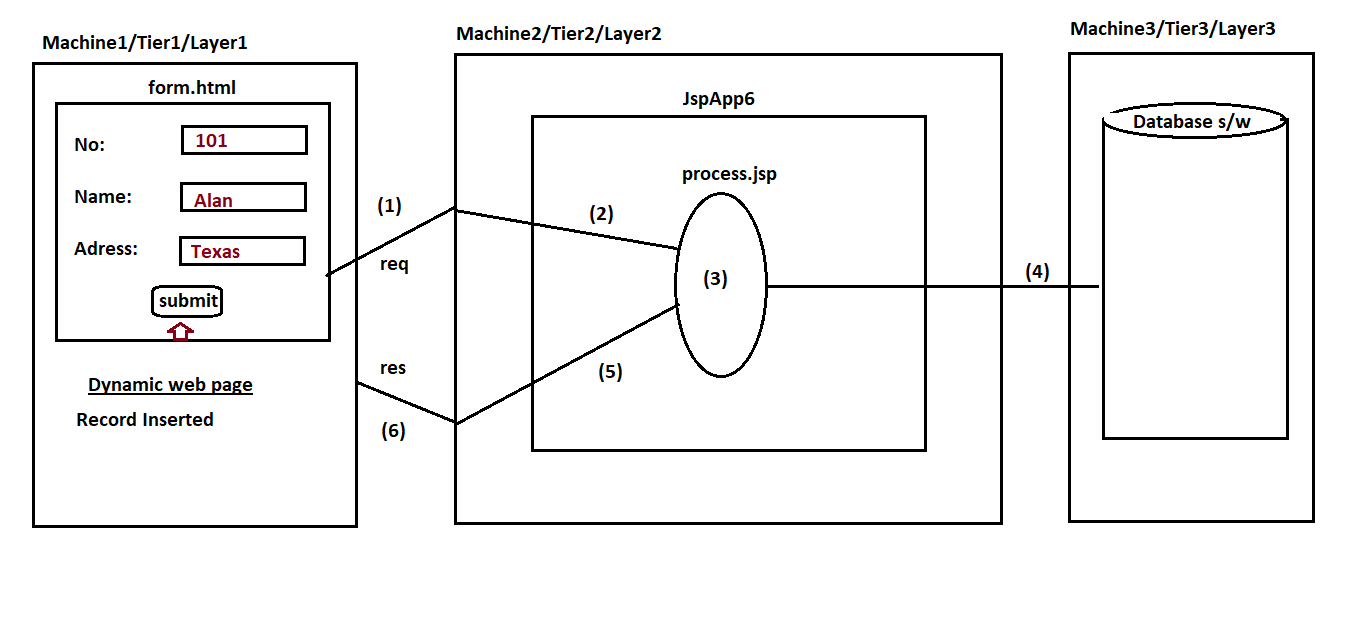 Machine1/Tier1/Layer1
form.html
No: 101
Name: Alan
Adress: Texas
submit
Dynamic web page
Record Inserted
(1)
req
res
(6)
Machine2/Tier2/Layer2
JspApp6
process.jsp
(2)
(3)
(5)
(4)
Machine3/Tier3/Layer3
Database s/w